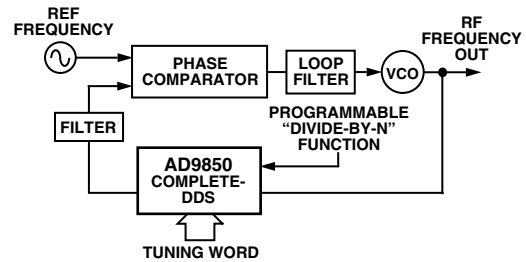 REF
FREQUENCY
RF
FREQUENCY
OUT
PHASE
COMPARATOR
LOOP
FILTER
VCO
FILTER
PROGRAMMABLE
“DIVIDE-BY-N”
FUNCTION
AD9850
COMPLETE-
DDS
TUNING WORD